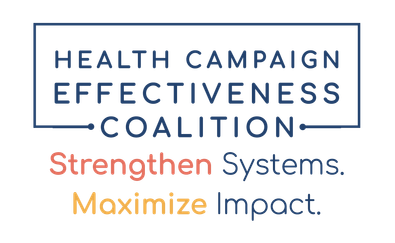 HEALTH CAMPAIGN
EFFECTIVENESS
COALITION
Strengthen Systems.
Maximize Impact.